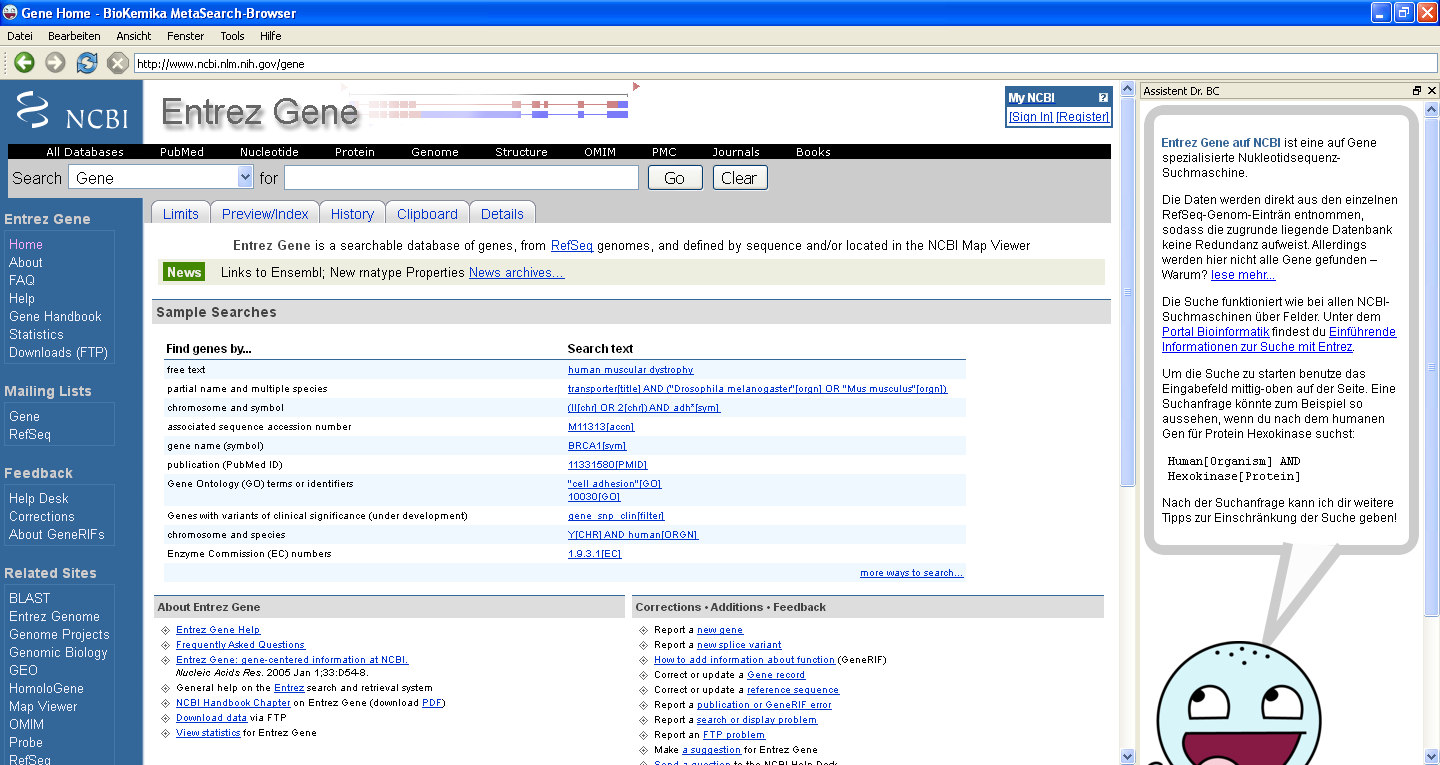 Gene Home - BioKemika MetaSearch-Browser
Datei Bearbeiten Ansicht Fenster Tools Hilfe
http://www.ncbi.nlm.nih.gov/gene
NCBI
Entrez Gene
My NCBI ?
[Sign In] [Register]
All Databases PubMed Nucleotide Protein Genome Structure OMIM PMC Journals Books
Search Gene for Go Clear
Limits Preview/Index History Clipboard Details
Entrez Gene
Home
About
FAQ
Help
Gene Handbook
Statistics
Downloads (FTP)
Mailing Lists
Gene
RefSeq
Feedback
Help Desk
Corrections
About GeneRIFs
Related Sites
BLAST
Entrez Genome
Genome Projects
Genomic Biology
GEO
HomoloGene
Map Viewer
OMIM
Probe
RefSeq
Entrez Gene is a searchable database of genes, from RefSeq genomes, and defined by sequence and/or located in the NCBI Map Viewer
News Links to Ensembl; New rnatype Properties News archives...
Sample Searches
Find genes by... Search text
free text human muscular dystrophy
partial name and multiple species transporter[title] AND ("Drosophila melanogaster"[orgn] OR "Mus musculus"[orgn])
chromosome and symbol (II[chr] OR 2[chr]) AND adh*[sym]
associated sequence accession number M11313[accn]
gene name (symbol) BRCA1[sym]
publication (PubMed ID) 11331580[PMID]
Gene Ontology (GO) terms or identifiers "cell adhesion"[GO]
10030[GO]
Genes with variants of clinical significance (under development) gene_snp_clin[filter]
chromosome and species Y[CHR] AND human[ORGN]
Enzyme Commission (EC) numbers 1.9.3.1[EC]
more ways to search...
About Entrez Gene
Entrez Gene Help
Frequently Asked Questions
Entrez Gene: gene-centered information at NCBI.
Nucleic Acids Res. 2005 Jan 1;33:D54-8.
General help on the Entrez search and retrieval system
NCBI Handbook Chapter on Entrez Gene (download PDF)
Download data via FTP
View statistics for Entrez Gene
Corrections • Additions • Feedback
Report a new gene
Report a new splice variant
How to add information about function (GeneRIF)
Correct or update a Gene record
Correct or update a reference sequence
Report a publication or GeneRIF error
Report a search or display problem
Report an FTP problem
Make a suggestion for Entrez Gene
Send a question to the NCBI Help Desk
Assistent Dr. BC
Entrez Gene auf NCBI ist eine auf Gene
spezialisierte Nukleotidsequenz-
Suchmaschine.
Die Daten werden direkt aus den einzelnen
RefSeq-Genom-Einträn entnommen,
sodass die zugrunde liegende Datenbank
keine Redundanz aufweist. Allerdings
werden hier nicht alle Gene gefunden –
Warum? lese mehr...
Die Suche funktioniert wie bei allen NCBI-
Suchmaschinen über Felder. Unter dem
Portal Bioinformatik findest du Einführende
Informationen zur Suche mit Entrez.
Um die Suche zu starten benutze das
Eingabefeld mittig-oben auf der Seite. Eine
Suchanfrage könnte zum Beispiel so
aussehen, wenn du nach dem humanen
Gen für Protein Hexokinase suchst:
Human[Organism] AND
Hexokinase[Protein]
Nach der Suchanfrage kann ich dir weitere
Tipps zur Einschränkung der Suche geben!